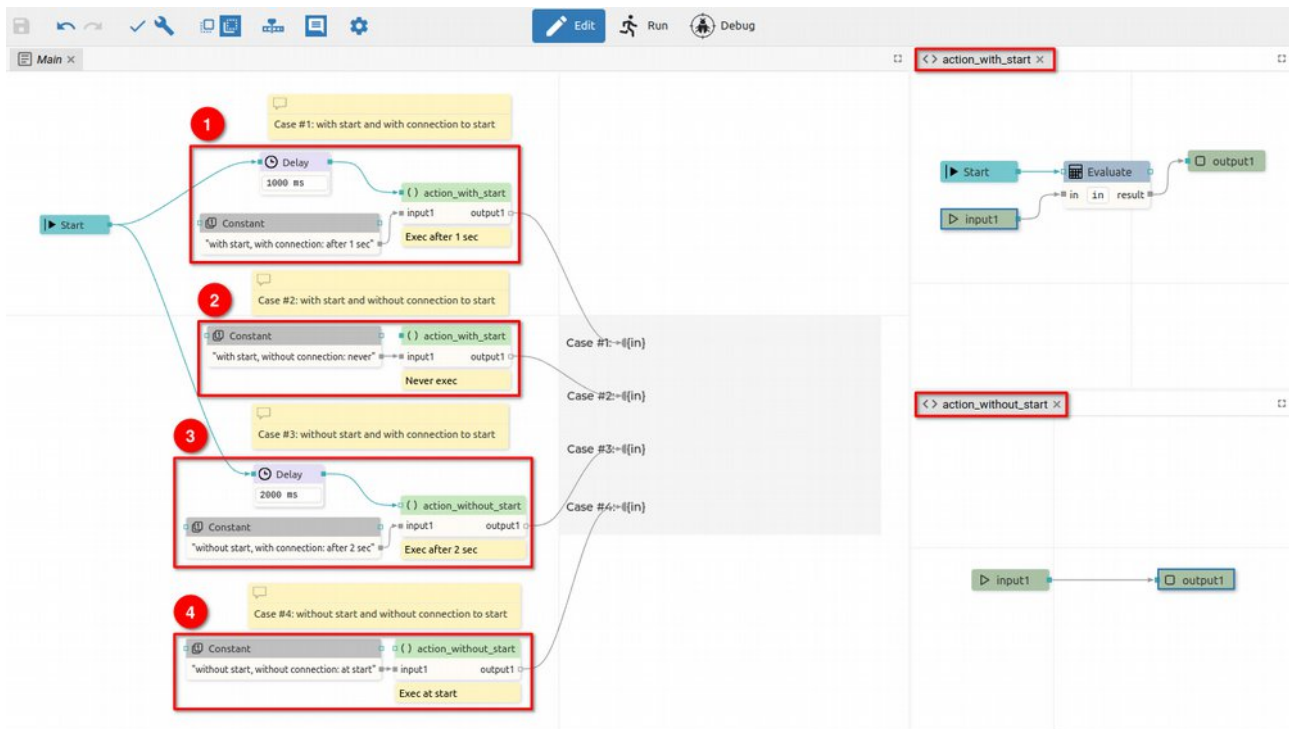 Edit
Run
Debug
Main
action_with_start
1
Case #1: with start and with connection to start
Delay
1000 ms
() action_with_start
input1 output1
Exec after 1 sec
Start
Constant
"with start, with connection: after 1 sec"
Case #2: with start and without connection to start
2
Constant
"with start, without connection: never"
() action_with_start
input1 output1
Never exec
Case #1: {in}
Case #2: {in}
Case #3: {in}
Case #4: {in}
Case #3: without start and with connection to start
3
Delay
2000 ms
() action_without_start
input1 output1
Exec after 2 sec
Constant
"without start, with connection: after 2 sec"
Case #4: without start and without connection to start
4
Constant
"without start, without connection: at start"
() action_without_start
input1 output1
Exec at start
Start
Evaluate
in in result
output1
input1
action_without_start
input1
output1